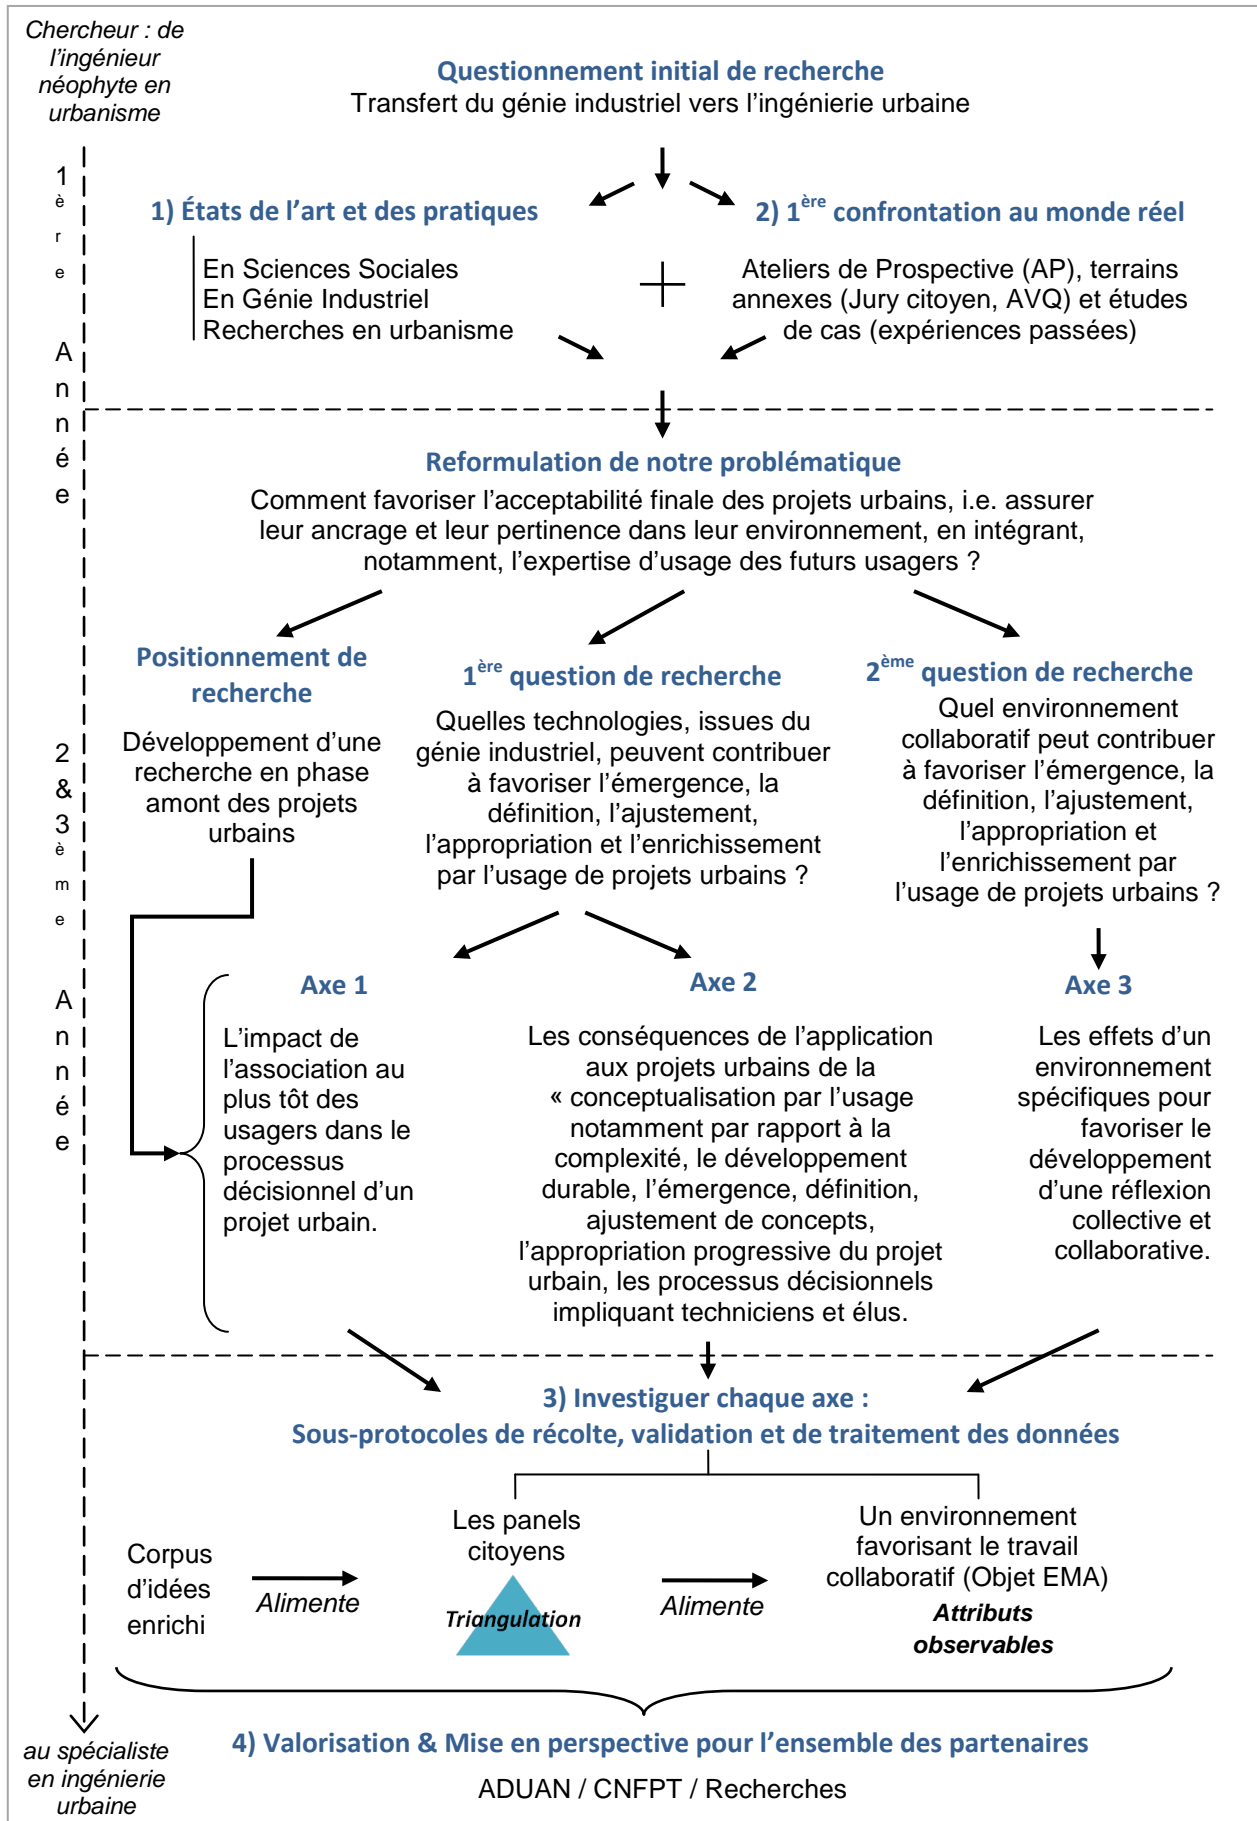 Chercheur : de
l'ingénieur
néophyte en
urbanisme
Questionnement initial de recherche
Transfert du génie industriel vers l'ingénierie urbaine
1ère Année
1) États de l'art et des pratiques
En Sciences Sociales
En Génie Industriel
Recherches en urbanisme
2) 1ère confrontation au monde réel
Ateliers de Prospective (AP), terrains
annexes (Jury citoyen, AVQ) et études
de cas (expériences passées)
Reformulation de notre problématique
Comment favoriser l'acceptabilité finale des projets urbains, i.e. assurer
leur ancrage et leur pertinence dans leur environnement, en intégrant,
notamment, l'expertise d'usage des futurs usagers ?
2 & 3ème Année
Positionnement de
recherche
Développement d'une
recherche en phase
amont des projets
urbains
1ère question de recherche
Quelles technologies, issues du
génie industriel, peuvent contribuer
à favoriser l'émergence, la
définition, l'ajustement,
l'appropriation et l'enrichissement
par l'usage de projets urbains ?
2ème question de recherche
Quel environnement
collaboratif peut contribuer
à favoriser l'émergence, la
définition, l'ajustement,
l'appropriation et
l'enrichissement par
l'usage de projets urbains ?
Axe 1
L'impact de
l'association au
plus tôt des
usagers dans le
processus
décisionnel d'un
projet urbain.
Axe 2
Les conséquences de l'application
aux projets urbains de la
« conceptualisation par l'usage
notamment par rapport à la
complexité, le développement
durable, l'émergence, définition,
ajustement de concepts,
l'appropriation progressive du projet
urbain, les processus décisionnels
impliquant techniciens et élus.
Axe 3
Les effets d'un
environnement
spécifiques pour
favoriser le
développement
d'une réflexion
collective et
collaborative.
3) Investiguer chaque axe :
Sous-protocoles de récolte, validation et de traitement des données
Corpus
d'idées
enrichi
Alimente
Les panels
citoyens
Triangulation
Alimente
Un environnement
favorisant le travail
collaboratif (Objet EMA)
Attributs
observables
4) Valorisation & Mise en perspective pour l'ensemble des partenaires
ADUAN / CNFPT / Recherches
au spécialiste
en ingénierie
urbaine